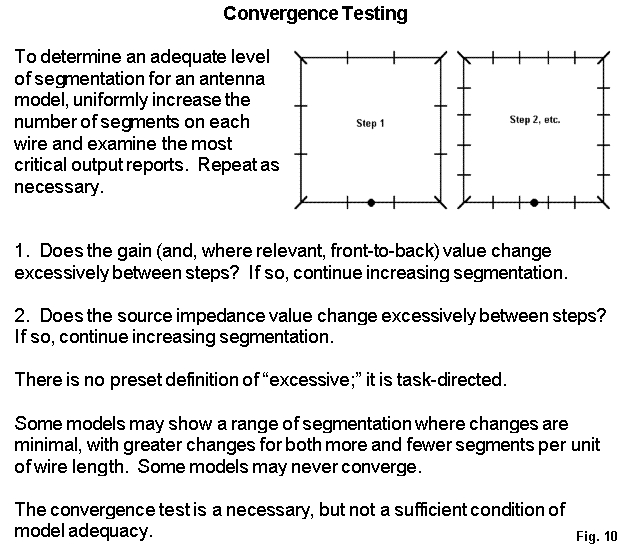 Convergence Testing
To determine an adequate level
of segmentation for an antenna
model, uniformly increase the
number of segments on each
wire and examine the most
critical output reports.  Repeat as
necessary.
Step 1
Step 2, etc.
1.  Does the gain (and, where relevant, front-to-back) value change
excessively between steps?  If so, continue increasing segmentation.
2.  Does the source impedance value change excessively between steps?
If so, continue increasing segmentation.
There is no preset definition of “excessive;” it is task-directed.
Some models may show a range of segmentation where changes are
minimal, with greater changes for both more and fewer segments per unit
of wire length.  Some models may never converge.
The convergence test is a necessary, but not a sufficient condition of
model adequacy.
Fig. 10